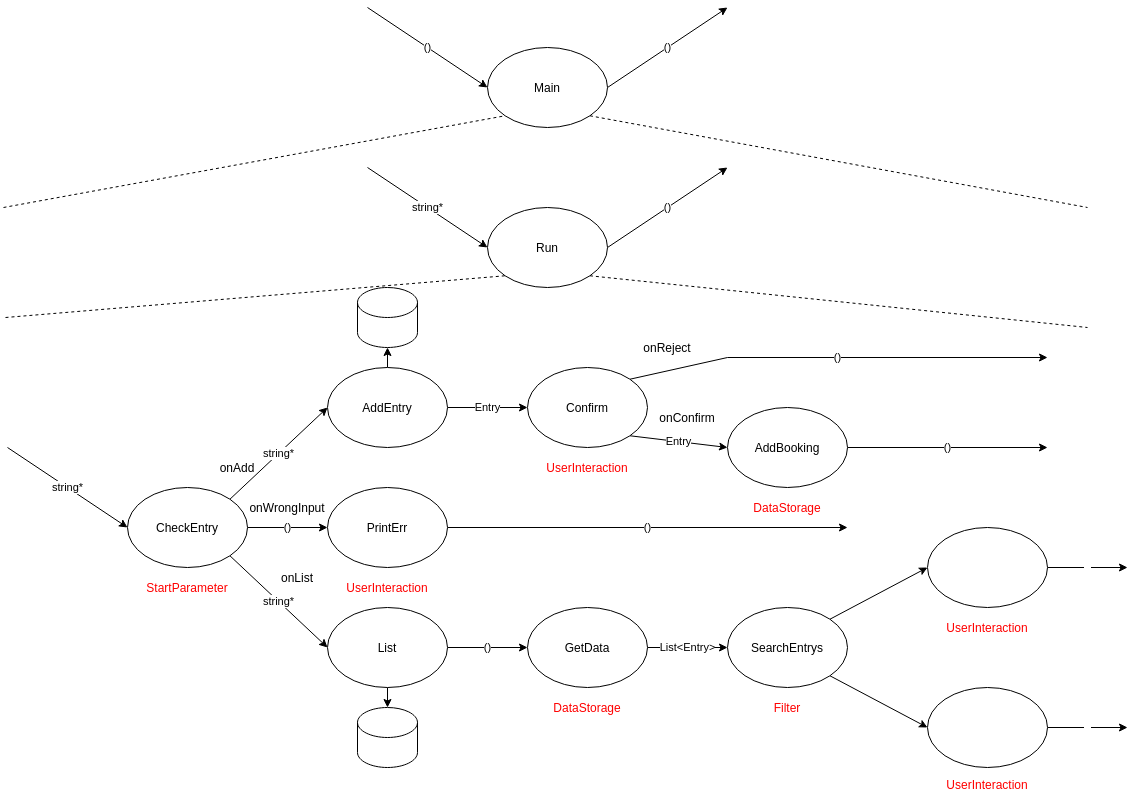 ()
()
Main
string*
()
Run
onReject
()
AddEntry
Entry
Confirm
onConfirm
Entry
AddBooking
()
UserInteraction
DataStorage
onAdd
string*
string*
onWrongInput
CheckEntry
()
PrintErr
()
StartParameter
UserInteraction
onList
string*
UserInteraction
List
()
GetData
List<Entry>
SearchEntrys
DataStorage
Filter
UserInteraction